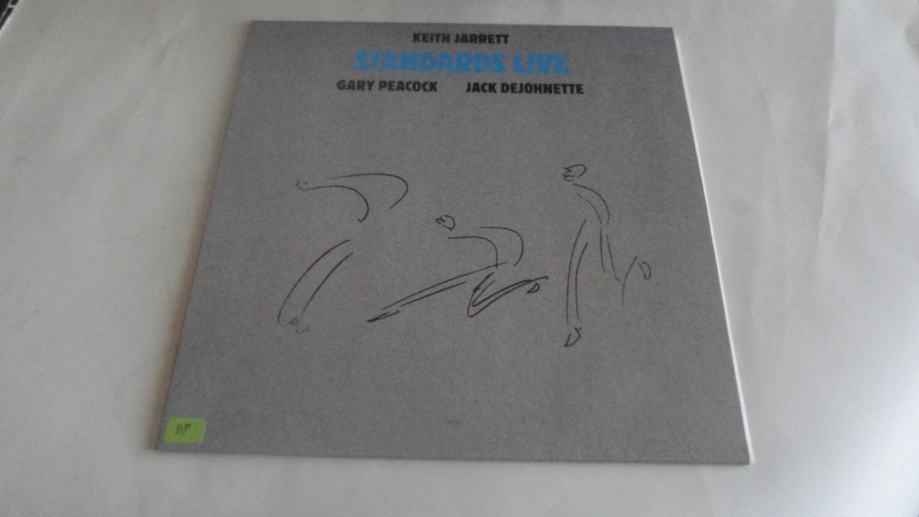 KEITH JARRETT
STANDARDS LIVE
GARY PEACOCK JACK DEJOHNETTE